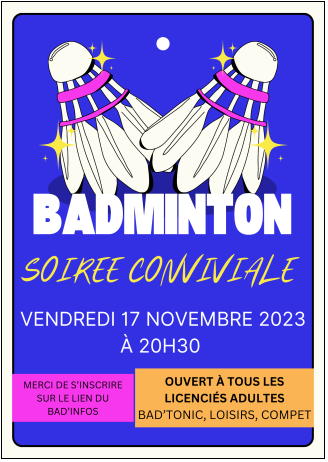 BADMINTON
SOIREE CONVIVIALE
VENDREDI 17 NOVEMBRE 2023
À 20H30
MERCI DE S'INSCRIRE
SUR LE LIEN DU
BAD'INFOS
OUVERT À TOUS LES
LICENCIÉS ADULTES
BAD'TONIC, LOISIRS, COMPET